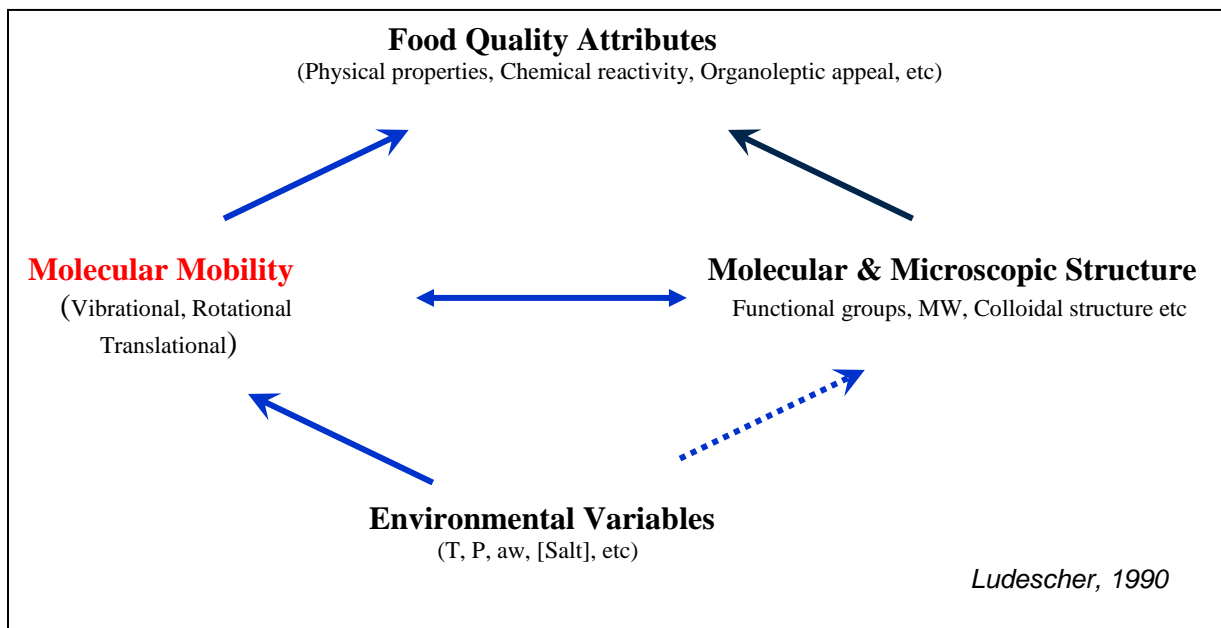 Food Quality Attributes
(Physical properties, Chemical reactivity, Organoleptic appeal, etc)
Molecular Mobility
(Vibrational, Rotational
Translational)
Molecular & Microscopic Structure
Functional groups, MW, Colloidal structure etc
Environmental Variables
(T, P, aw, [Salt], etc)
Ludescher, 1990